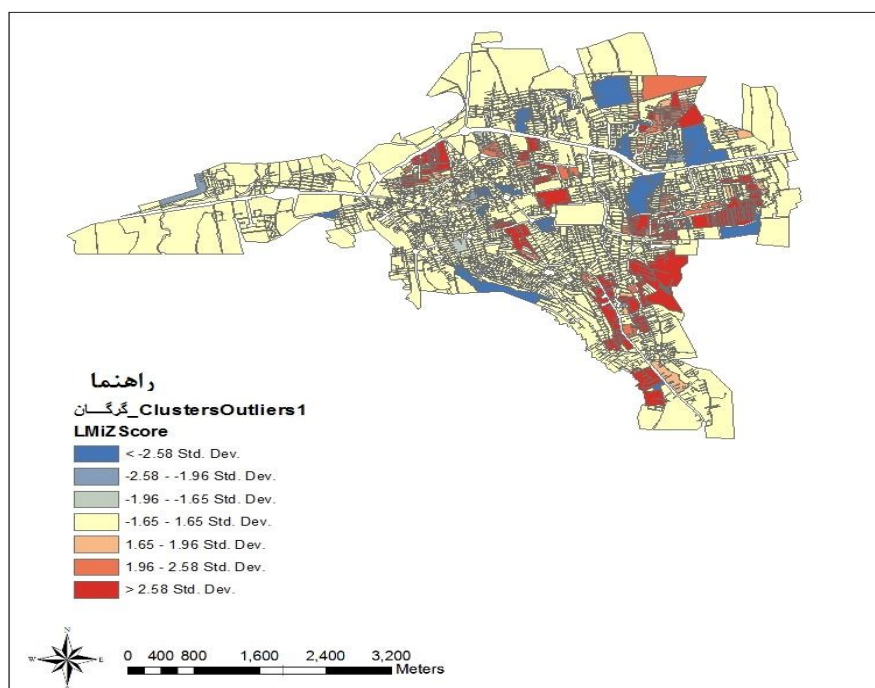 راهنما
گرگــان_ClustersOutliers1
LMiZScore
< -2.58 Std. Dev.
-2.58 - -1.96 Std. Dev.
-1.96 - -1.65 Std. Dev.
-1.65 - 1.65 Std. Dev.
1.65 - 1.96 Std. Dev.
1.96 - 2.58 Std. Dev.
> 2.58 Std. Dev.
N
W E
S
0 400 800 1,600 2,400 3,200
Meters